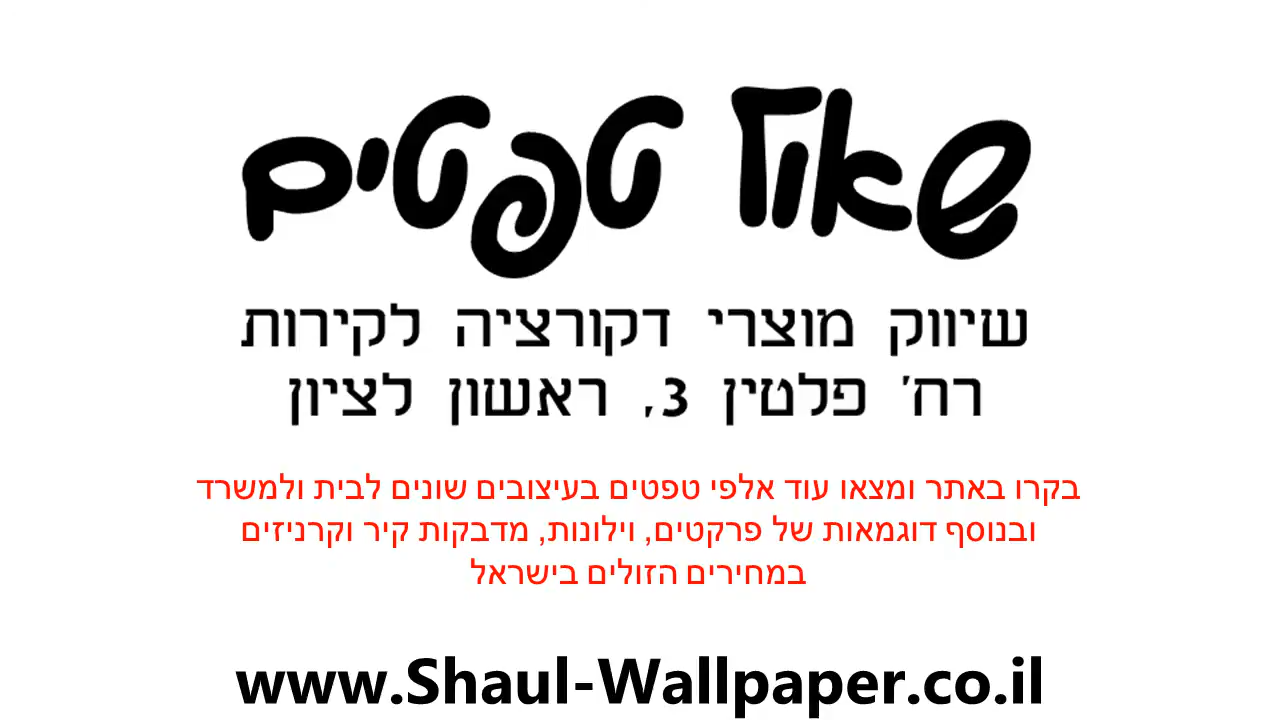 שאול טפטים
שיווק מוצרי דקורציה לקירות
רח' פלטין 3, ראשון לציון
בקרו באתר ומצאו עוד אלפי טפטים בעיצובים שונים לבית ולמשרד
ובנוסף דוגמאות של פרקטים, וילונות, מדבקות קיר וקרניזים
במחירים הזולים בישראל
www.Shaul-Wallpaper.co.il